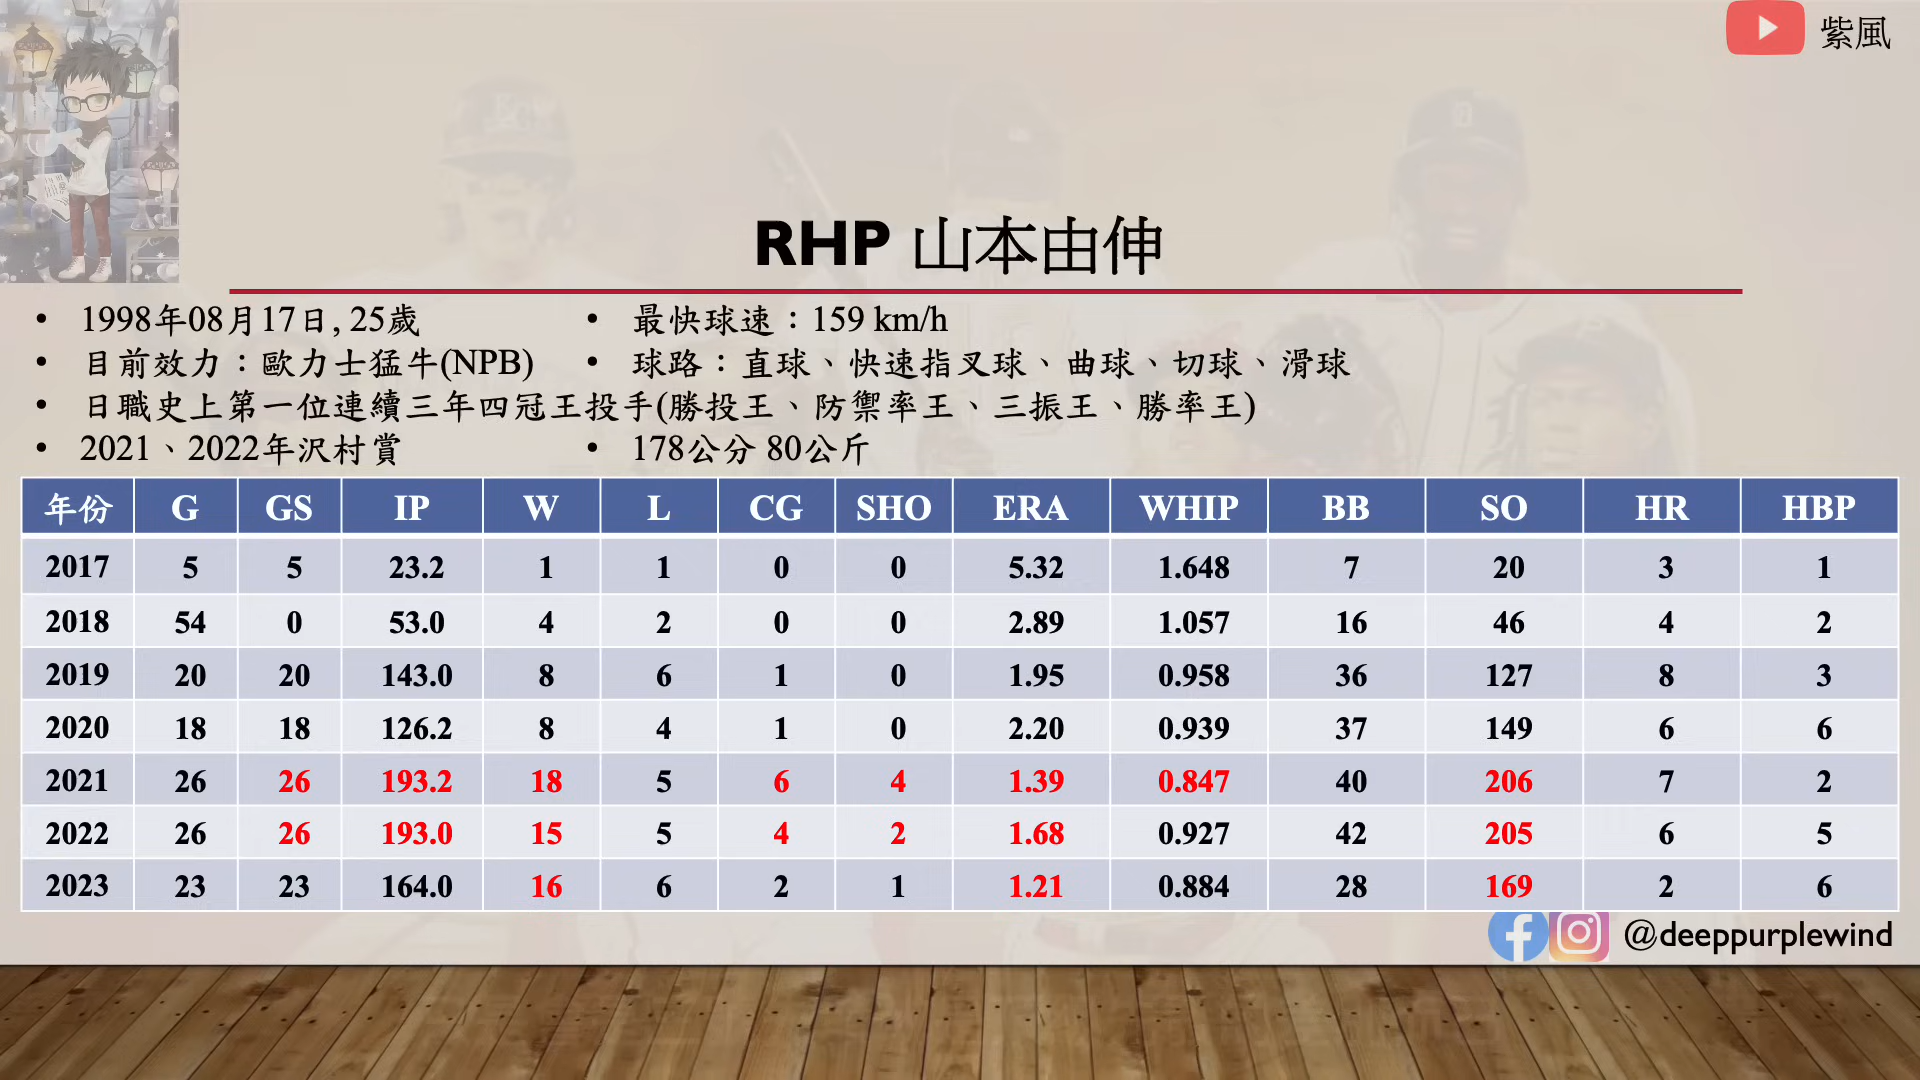 紫風
RHP 山本由伸
• 1998年08月17日, 25歲
• 最快球速：159 km/h
• 目前效力：歐力士猛牛(NPB)
• 球路：直球、快速指叉球、曲球、切球、滑球
• 日職史上第一位連續三年四冠王投手(勝投王、防禦率王、三振王、勝率王)
• 2021、2022年沢村賞
• 178公分 80公斤
年份 G GS IP W L CG SHO ERA WHIP BB SO HR HBP
2017 5 5 23.2 1 1 0 0 5.32 1.648 7 20 3 1
2018 54 0 53.0 4 2 0 0 2.89 1.057 16 46 4 2
2019 20 20 143.0 8 6 1 0 1.95 0.958 36 127 8 3
2020 18 18 126.2 8 4 1 0 2.20 0.939 37 149 6 6
2021 26 26 193.2 18 5 6 4 1.39 0.847 40 206 7 2
2022 26 26 193.0 15 5 4 2 1.68 0.927 42 205 6 5
2023 23 23 164.0 16 6 2 1 1.21 0.884 28 169 2 6
@deeppurplewind